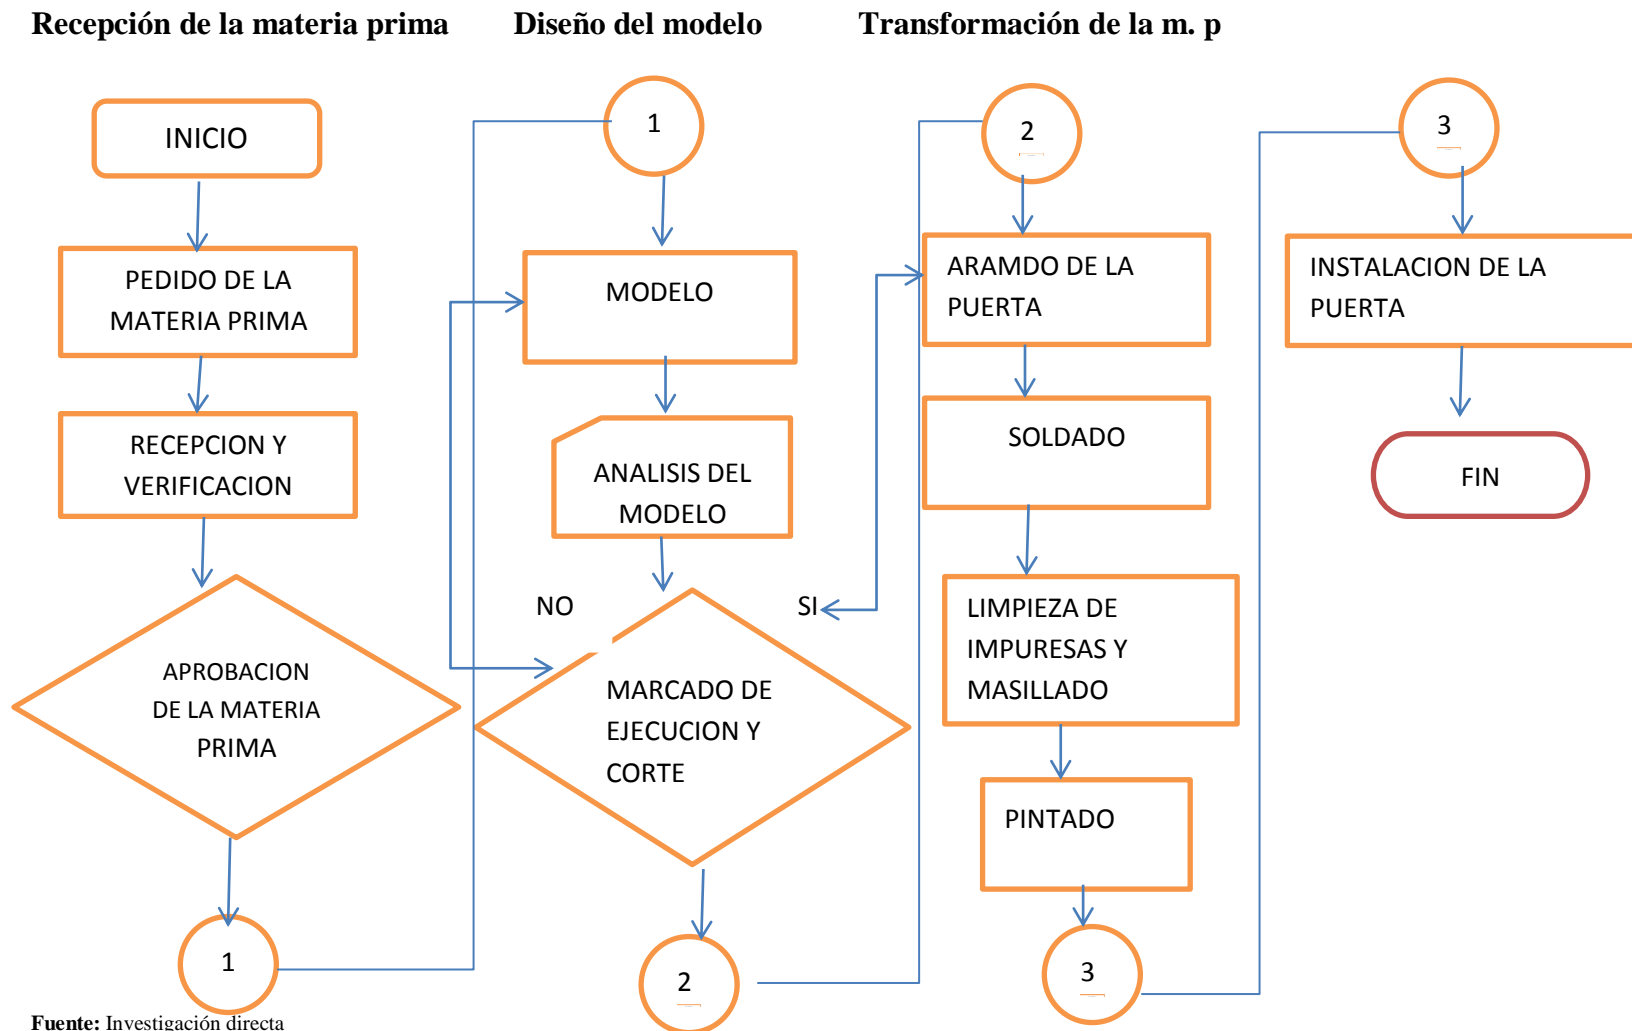 Recepción de la materia prima
Diseño del modelo
Transformación de la m. p
INICIO
PEDIDO DE LA
MATERIA PRIMA
RECEPCION Y
VERIFICACION
APROBACION
DE LA MATERIA
PRIMA
1
1
MODELO
ANALISIS DEL
MODELO
NO
SI
MARCADO DE
EJECUCION Y
CORTE
2
2
ARAMDO DE LA
PUERTA
SOLDADO
LIMPIEZA DE
IMPURESAS Y
MASILLADO
PINTADO
3
3
INSTALACION DE LA
PUERTA
FIN
Fuente: Investigación directa